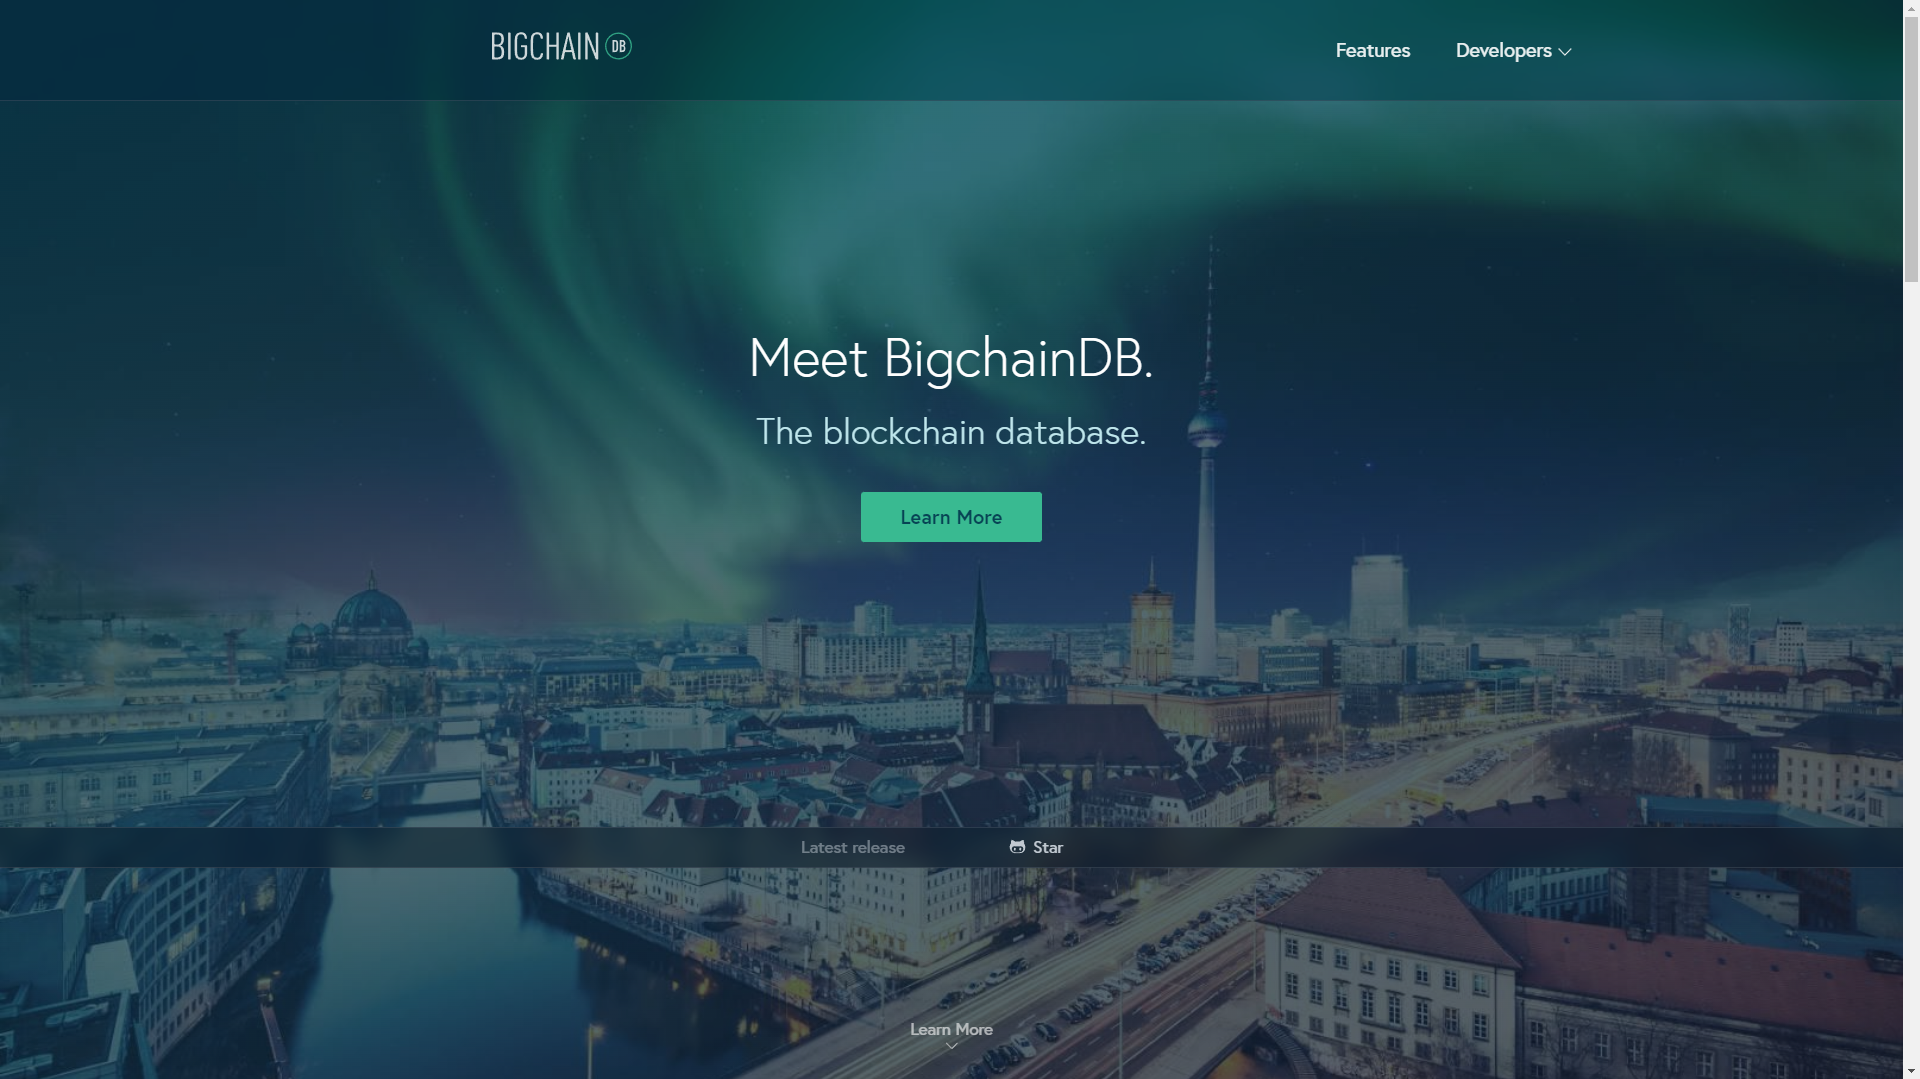 BIGCHAIN DB
Features
Developers
Meet BigchainDB.
The blockchain database.
Learn More
Latest release
Star
Learn More